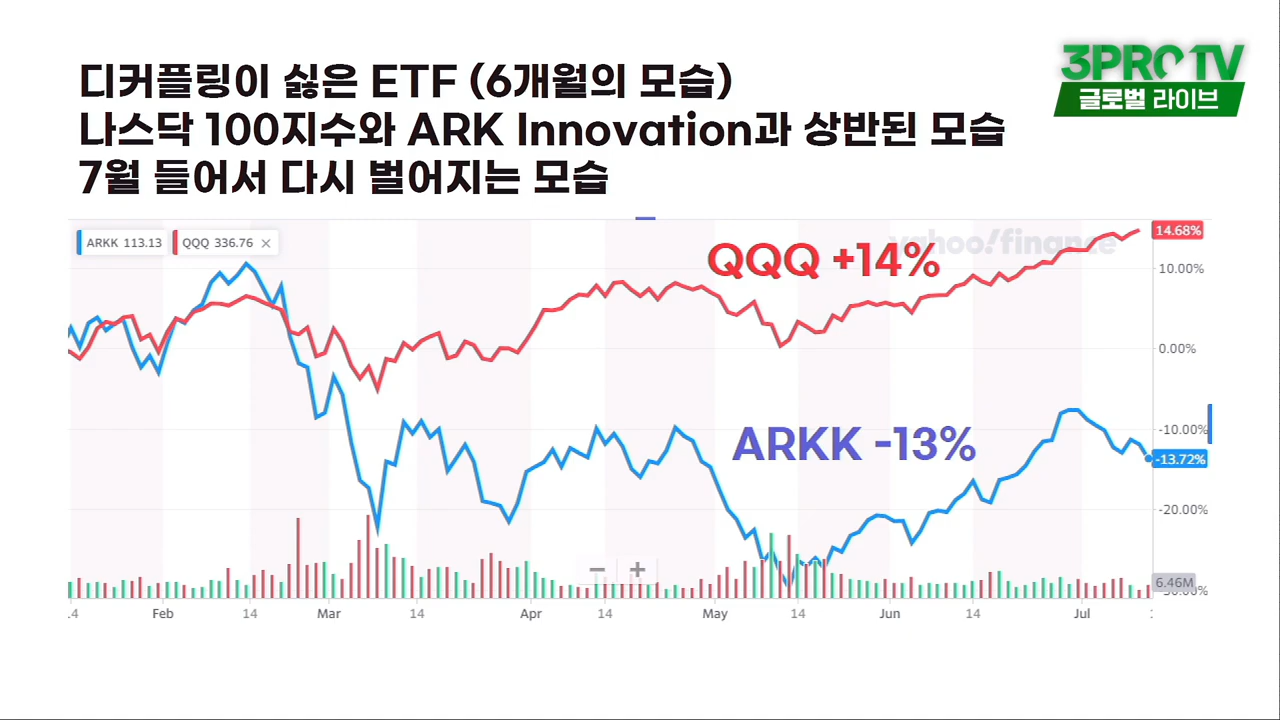 디커플링이 싫은 ETF (6개월의 모습)
나스닥 100지수와 ARK Innovation과 상반된 모습
7월 들어서 다시 벌어지는 모습
3PRO TV
글로벌 라이브
ARKK 113.13
QQQ 336.76 ×
yahoo!finance
QQQ +14%
14.68%
10.00%
0.00%
ARKK -13%
-10.00%
-13.72%
-20.00%
6.46M
-30.00%
− +
Feb 14 Mar 14 Apr 14 May 14 Jun 14 Jul